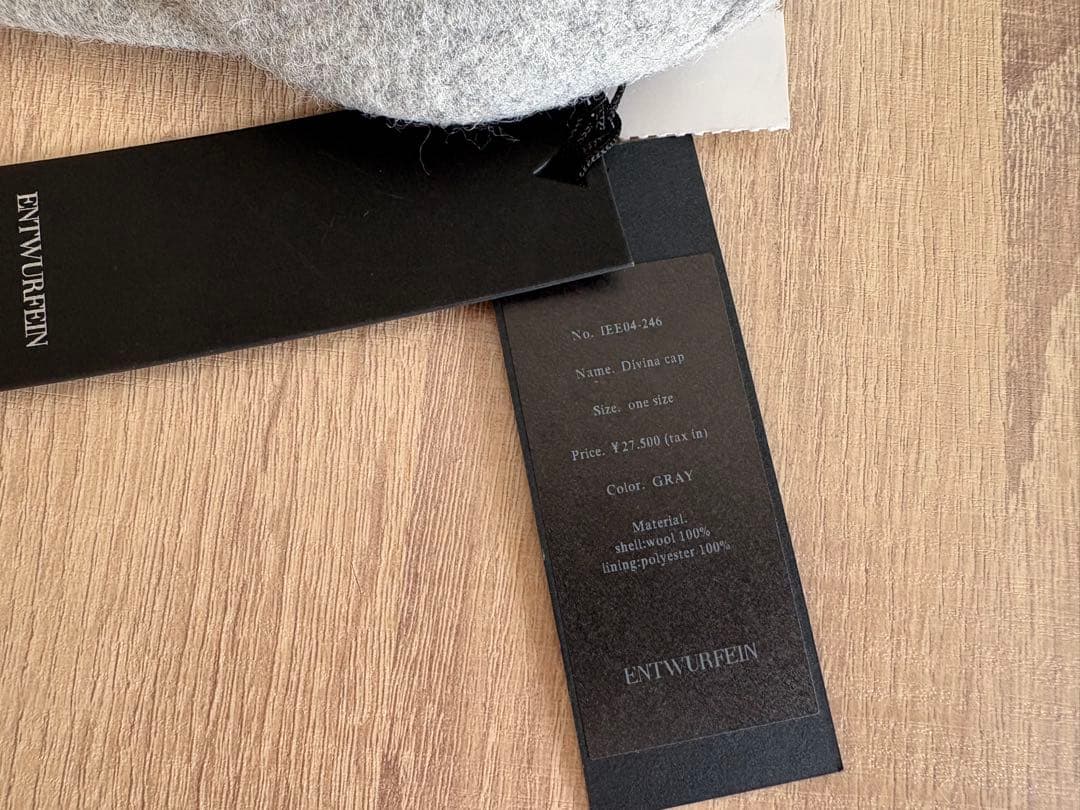 ENTWURFEIN
No. IEE04-246
Name. Divina cap
Size. one size
Price. ¥27.500 (tax in)
Color. GRAY
Material.
shell:wool 100%
lining:polyester 100%
ENTWURFEIN